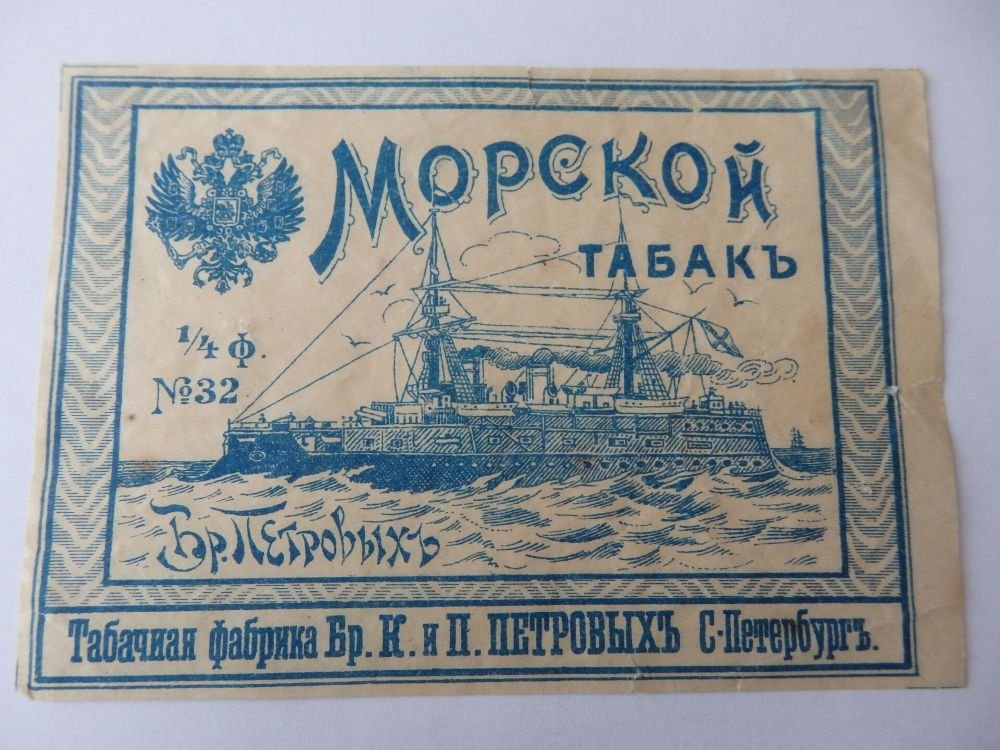 МОРСКОЙ
ТАБАКЪ
1/4 Ф.
№32
Бр. Петровыхъ
Табачная фабрика Бр. К. и П. ПЕТРОВЫХЪ С-Петербургъ.